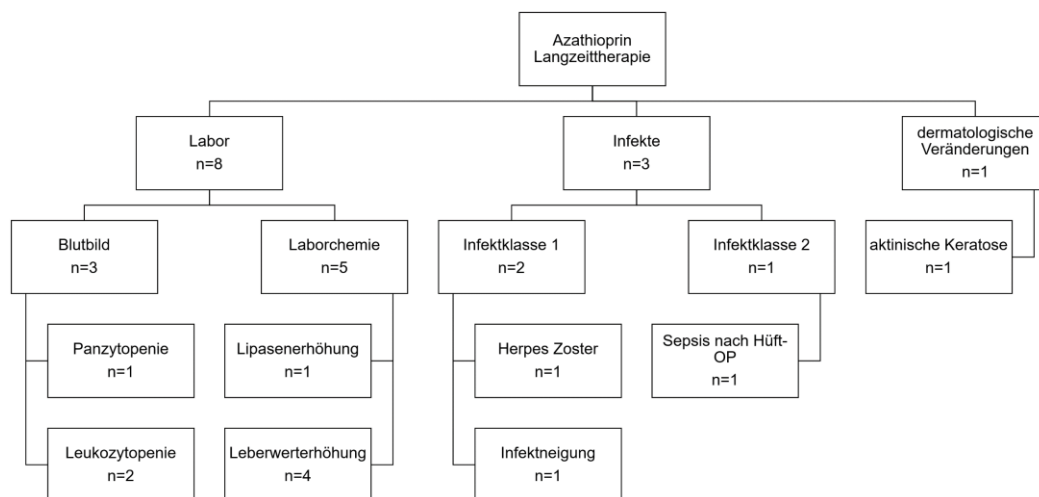 Azathioprin
Langzeittherapie
Labor
n=8
Infekte
n=3
dermatologische
Veränderungen
n=1
Blutbild
n=3
Laborchemie
n=5
Infektklasse 1
n=2
Infektklasse 2
n=1
aktinische Keratose
n=1
Panzytopenie
n=1
Lipasenerhöhung
n=1
Herpes Zoster
n=1
Sepsis nach Hüft-
OP
n=1
Leukozytopenie
n=2
Leberwerterhöhung
n=4
Infektneigung
n=1